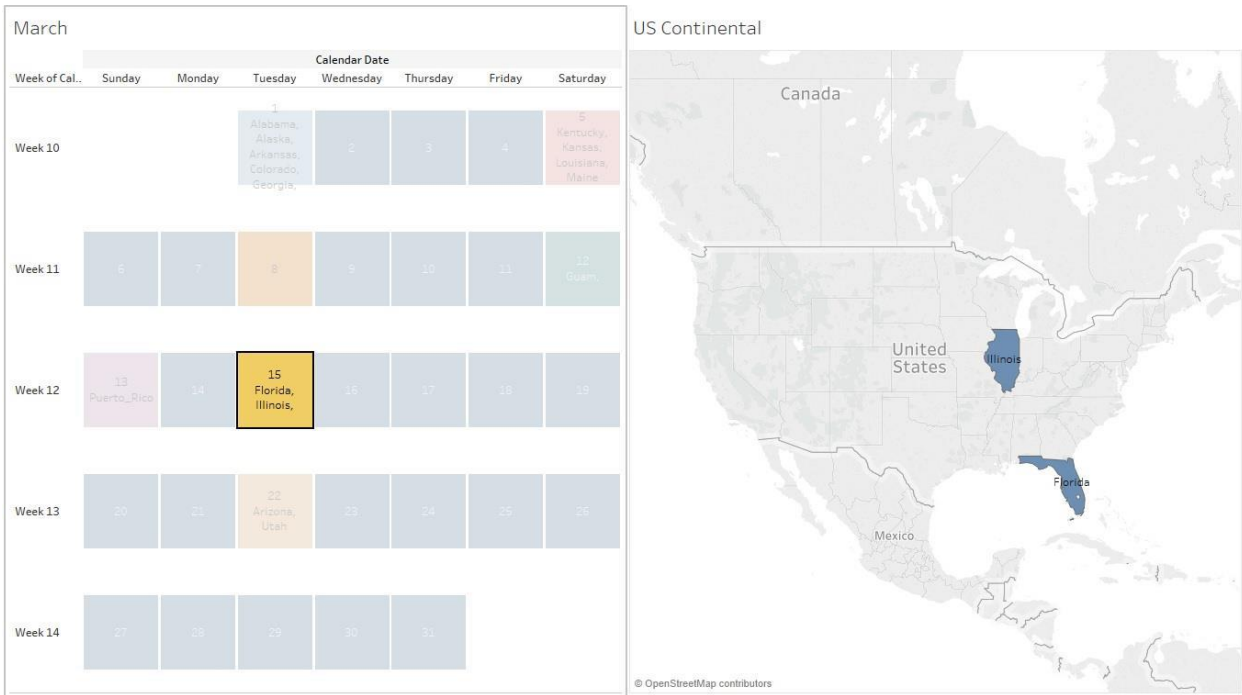 March
Calendar Date
Week of Cal.. Sunday Monday Tuesday Wednesday Thursday Friday Saturday
Week 10
1
Alabama,
Alaska,
Arkansas,
Colorado,
Georgia,
2
3
4
5
Kentucky,
Kansas,
Louisiana,
Maine
Week 11
6
7
8
9
10
11
12
Guam,
Week 12
13
Puerto_Rico
14
15
Florida,
Illinois,
16
17
18
19
Week 13
20
21
22
Arizona,
Utah
23
24
25
26
Week 14
27
28
29
30
31
US Continental
Canada
United
States
Illinois
Florida
Mexico
© OpenStreetMap contributors